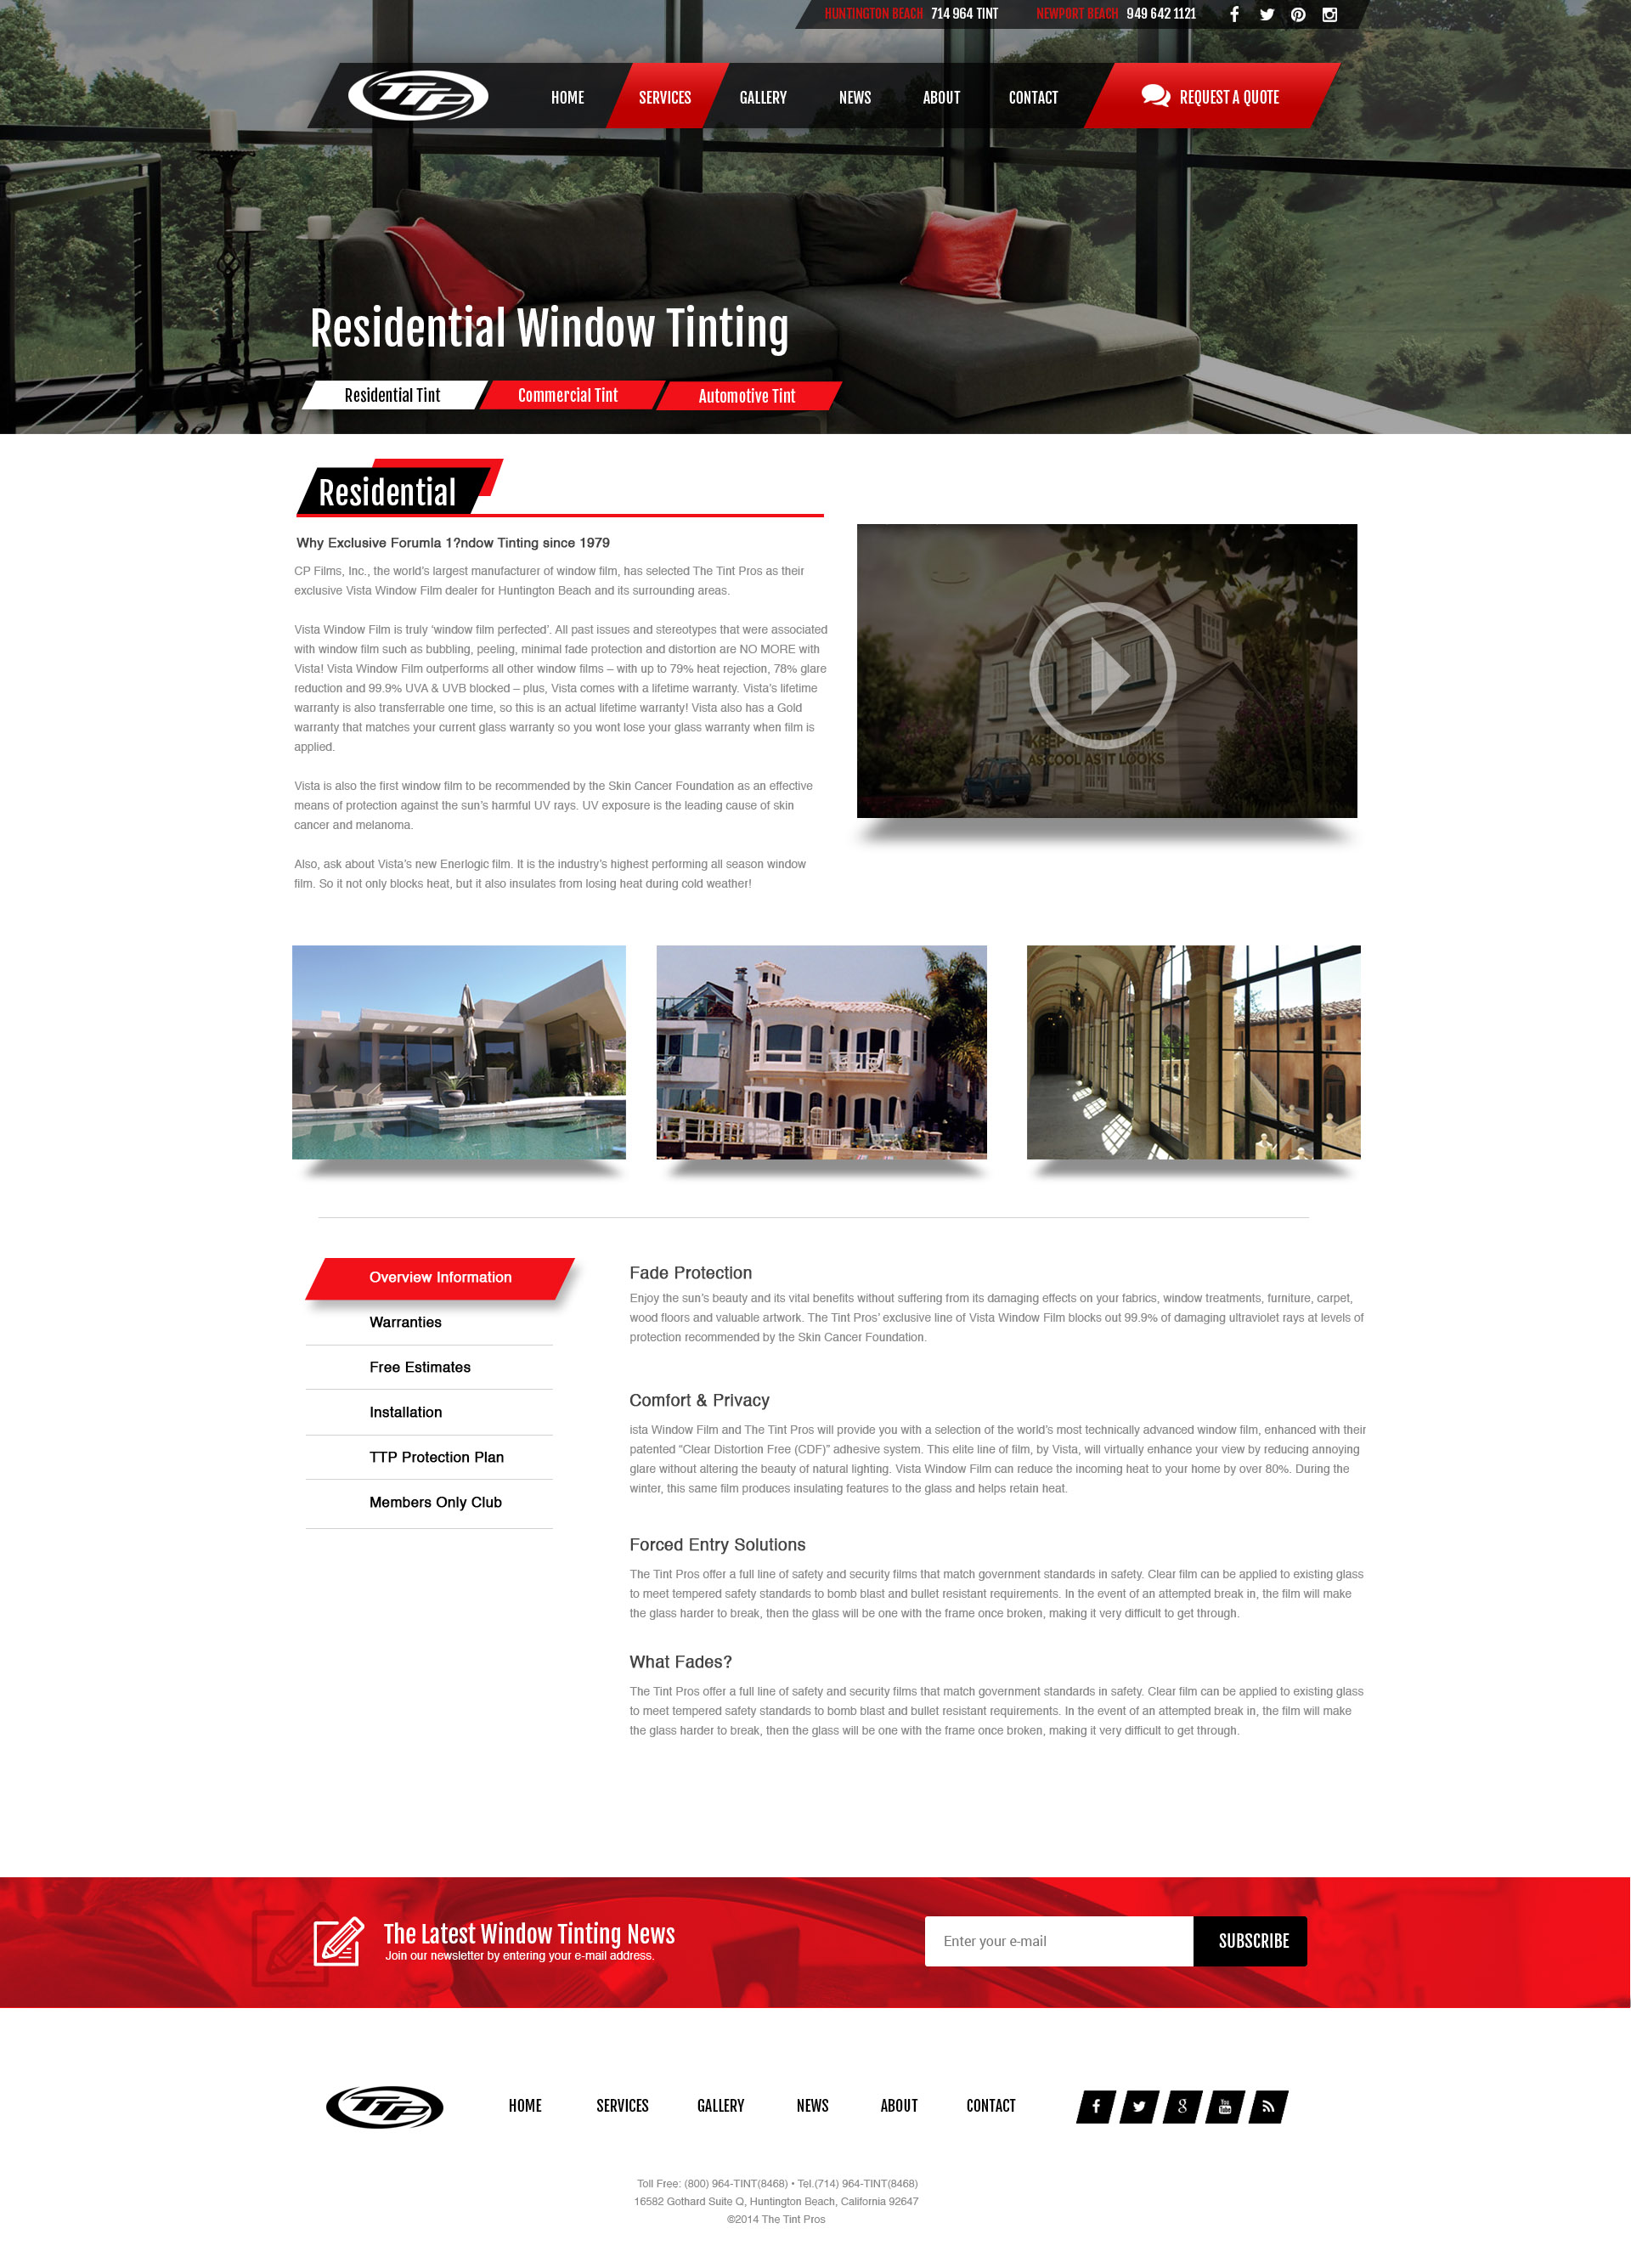 HUNTINGTON BEACH 714 964 TINT NEWPORT BEACH 949 642 1121
TTP HOME SERVICES GALLERY NEWS ABOUT CONTACT REQUEST A QUOTE
Residential Window Tinting
Residential Tint Commercial Tint Automotive Tint
Residential
Why Exclusive Forumla 1?ndow Tinting since 1979
CP Films, Inc., the world’s largest manufacturer of window film, has selected The Tint Pros as their
exclusive Vista Window Film dealer for Huntington Beach and its surrounding areas.
Vista Window Film is truly ‘window film perfected’. All past issues and stereotypes that were associated
with window film such as bubbling, peeling, minimal fade protection and distortion are NO MORE with
Vista! Vista Window Film outperforms all other window films – with up to 79% heat rejection, 78% glare
reduction and 99.9% UVA & UVB blocked – plus, Vista comes with a lifetime warranty. Vista’s lifetime
warranty is also transferrable one time, so this is an actual lifetime warranty! Vista also has a Gold
warranty that matches your current glass warranty so you wont lose your glass warranty when film is
applied.
Vista is also the first window film to be recommended by the Skin Cancer Foundation as an effective
means of protection against the sun’s harmful UV rays. UV exposure is the leading cause of skin
cancer and melanoma.
Also, ask about Vista’s new Enerlogic film. It is the industry’s highest performing all season window
film. So it not only blocks heat, but it also insulates from losing heat during cold weather!
KEEP YOUR HOME
AS COOL AS IT LOOKS
Overview Information
Warranties
Free Estimates
Installation
TTP Protection Plan
Members Only Club
Fade Protection
Enjoy the sun’s beauty and its vital benefits without suffering from its damaging effects on your fabrics, window treatments, furniture, carpet,
wood floors and valuable artwork. The Tint Pros’ exclusive line of Vista Window Film blocks out 99.9% of damaging ultraviolet rays at levels of
protection recommended by the Skin Cancer Foundation.
Comfort & Privacy
ista Window Film and The Tint Pros will provide you with a selection of the world’s most technically advanced window film, enhanced with their
patented “Clear Distortion Free (CDF)” adhesive system. This elite line of film, by Vista, will virtually enhance your view by reducing annoying
glare without altering the beauty of natural lighting. Vista Window Film can reduce the incoming heat to your home by over 80%. During the
winter, this same film produces insulating features to the glass and helps retain heat.
Forced Entry Solutions
The Tint Pros offer a full line of safety and security films that match government standards in safety. Clear film can be applied to existing glass
to meet tempered safety standards to bomb blast and bullet resistant requirements. In the event of an attempted break in, the film will make
the glass harder to break, then the glass will be one with the frame once broken, making it very difficult to get through.
What Fades?
The Tint Pros offer a full line of safety and security films that match government standards in safety. Clear film can be applied to existing glass
to meet tempered safety standards to bomb blast and bullet resistant requirements. In the event of an attempted break in, the film will make
the glass harder to break, then the glass will be one with the frame once broken, making it very difficult to get through.
The Latest Window Tinting News
Join our newsletter by entering your e-mail address.
Enter your e-mail SUBSCRIBE
TTP HOME SERVICES GALLERY NEWS ABOUT CONTACT
Toll Free: (800) 964-TINT(8468) • Tel.(714) 964-TINT(8468)
16582 Gothard Suite Q, Huntington Beach, California 92647
©2014 The Tint Pros